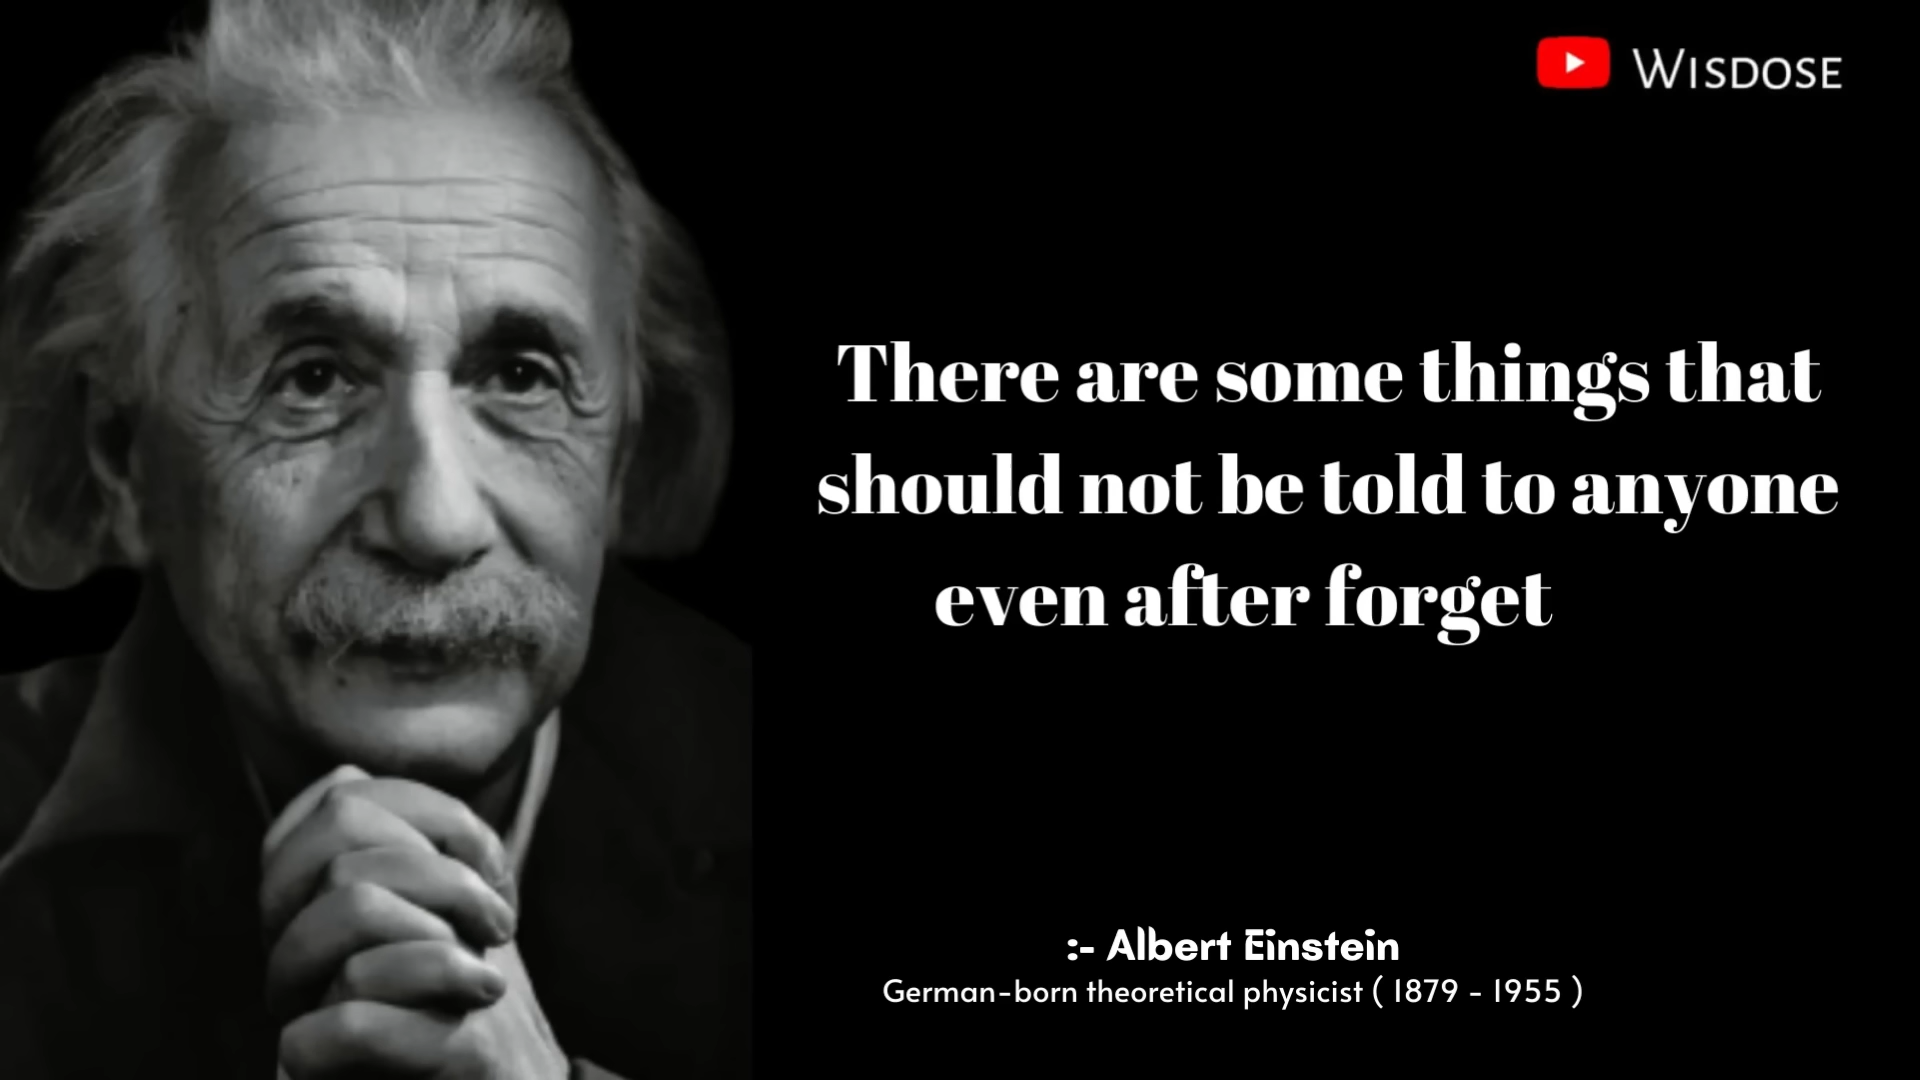 WISDOSE
There are some things that
should not be told to anyone
even after forget
:- Albert Einstein
German-born theoretical physicist ( 1879 - 1955 )